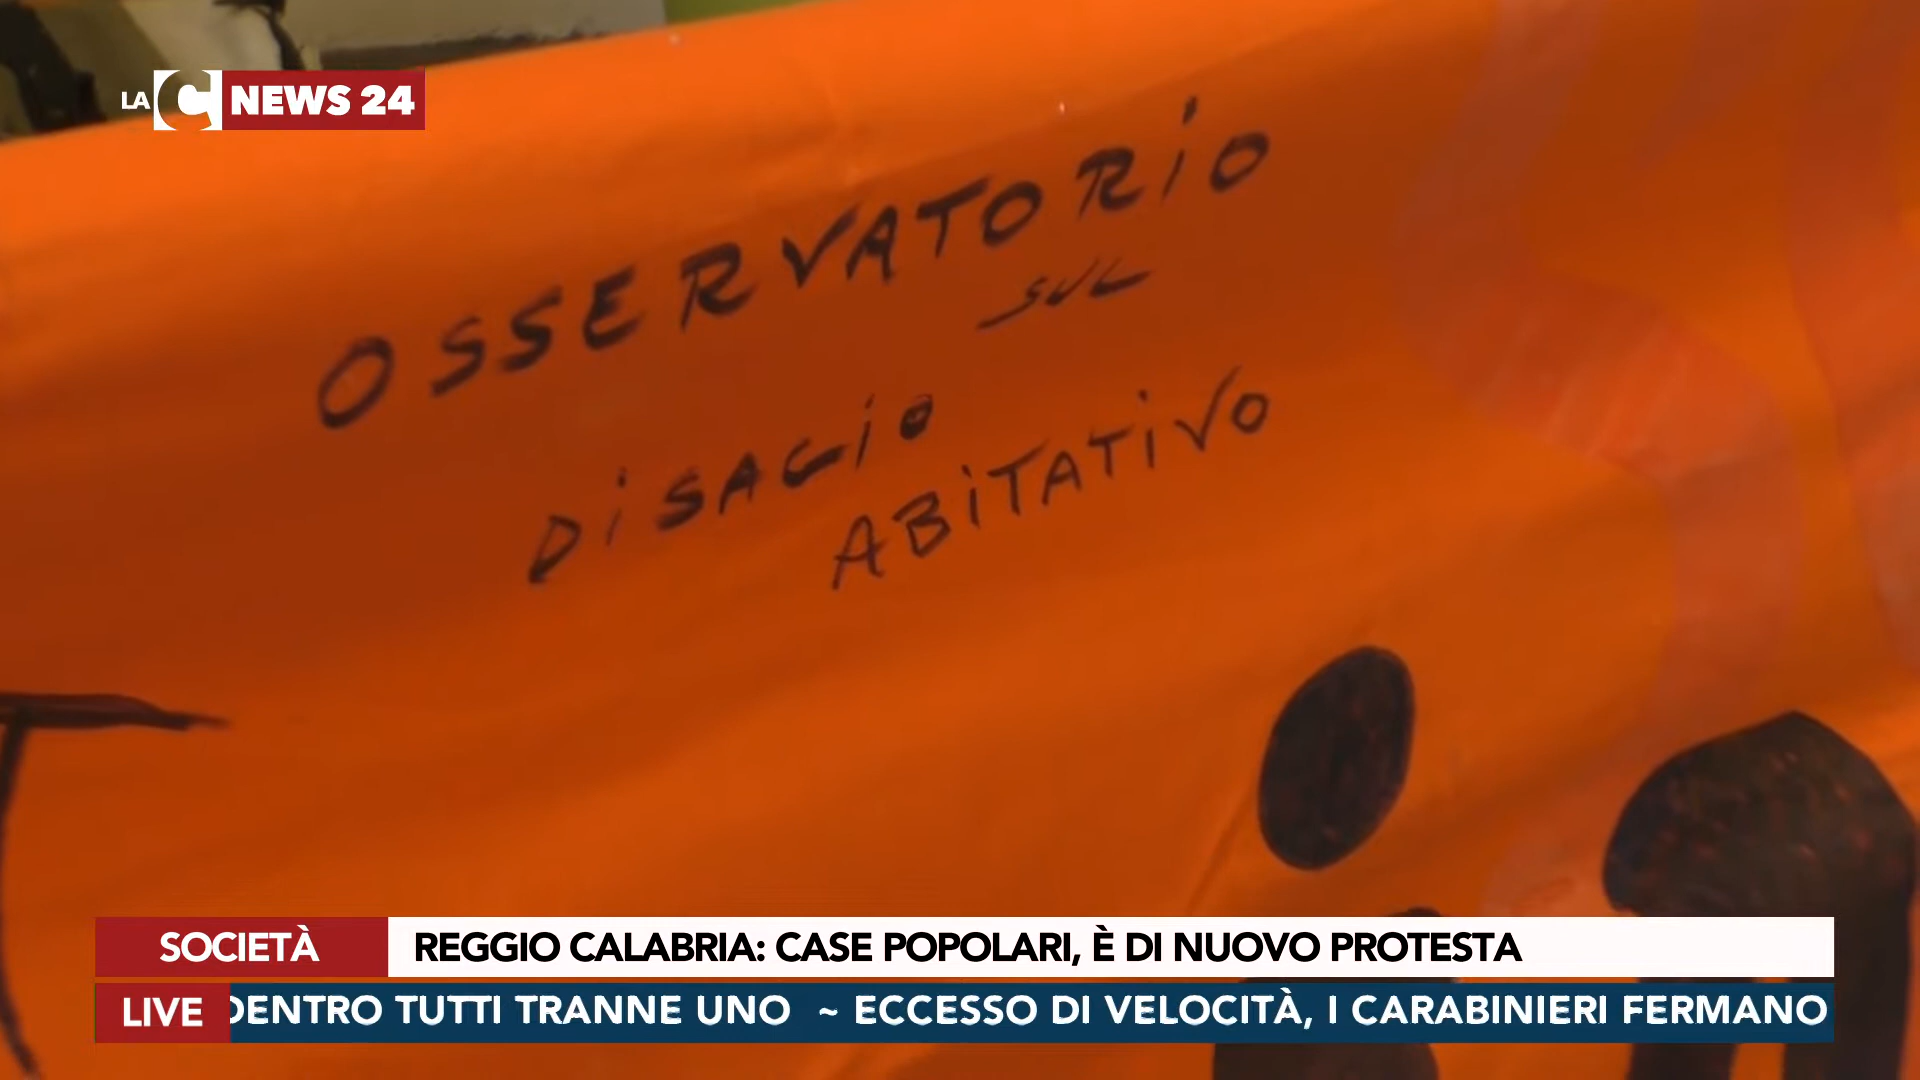 LA C NEWS 24
OSSERVATORIO
SUL
DiSAGiO
ABiTATiVO
SOCIETÀ
REGGIO CALABRIA: CASE POPOLARI, È DI NUOVO PROTESTA
LIVE
DENTRO TUTTI TRANNE UNO ~ ECCESSO DI VELOCITÀ, I CARABINIERI FERMANO